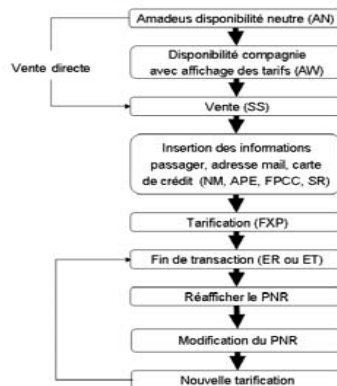 Amadeus disponibilité neutre (AN)
Vente directe
Disponibilité compagnie
avec affichage des tarifs (AW)
Vente (SS)
Insertion des informations
passager, adresse mail, carte
de crédit (NM, APE, FPCC, SR)
Tarification (FXP)
Fin de transaction (ER ou ET)
Réafficher le PNR
Modification du PNR
Nouvelle tarification